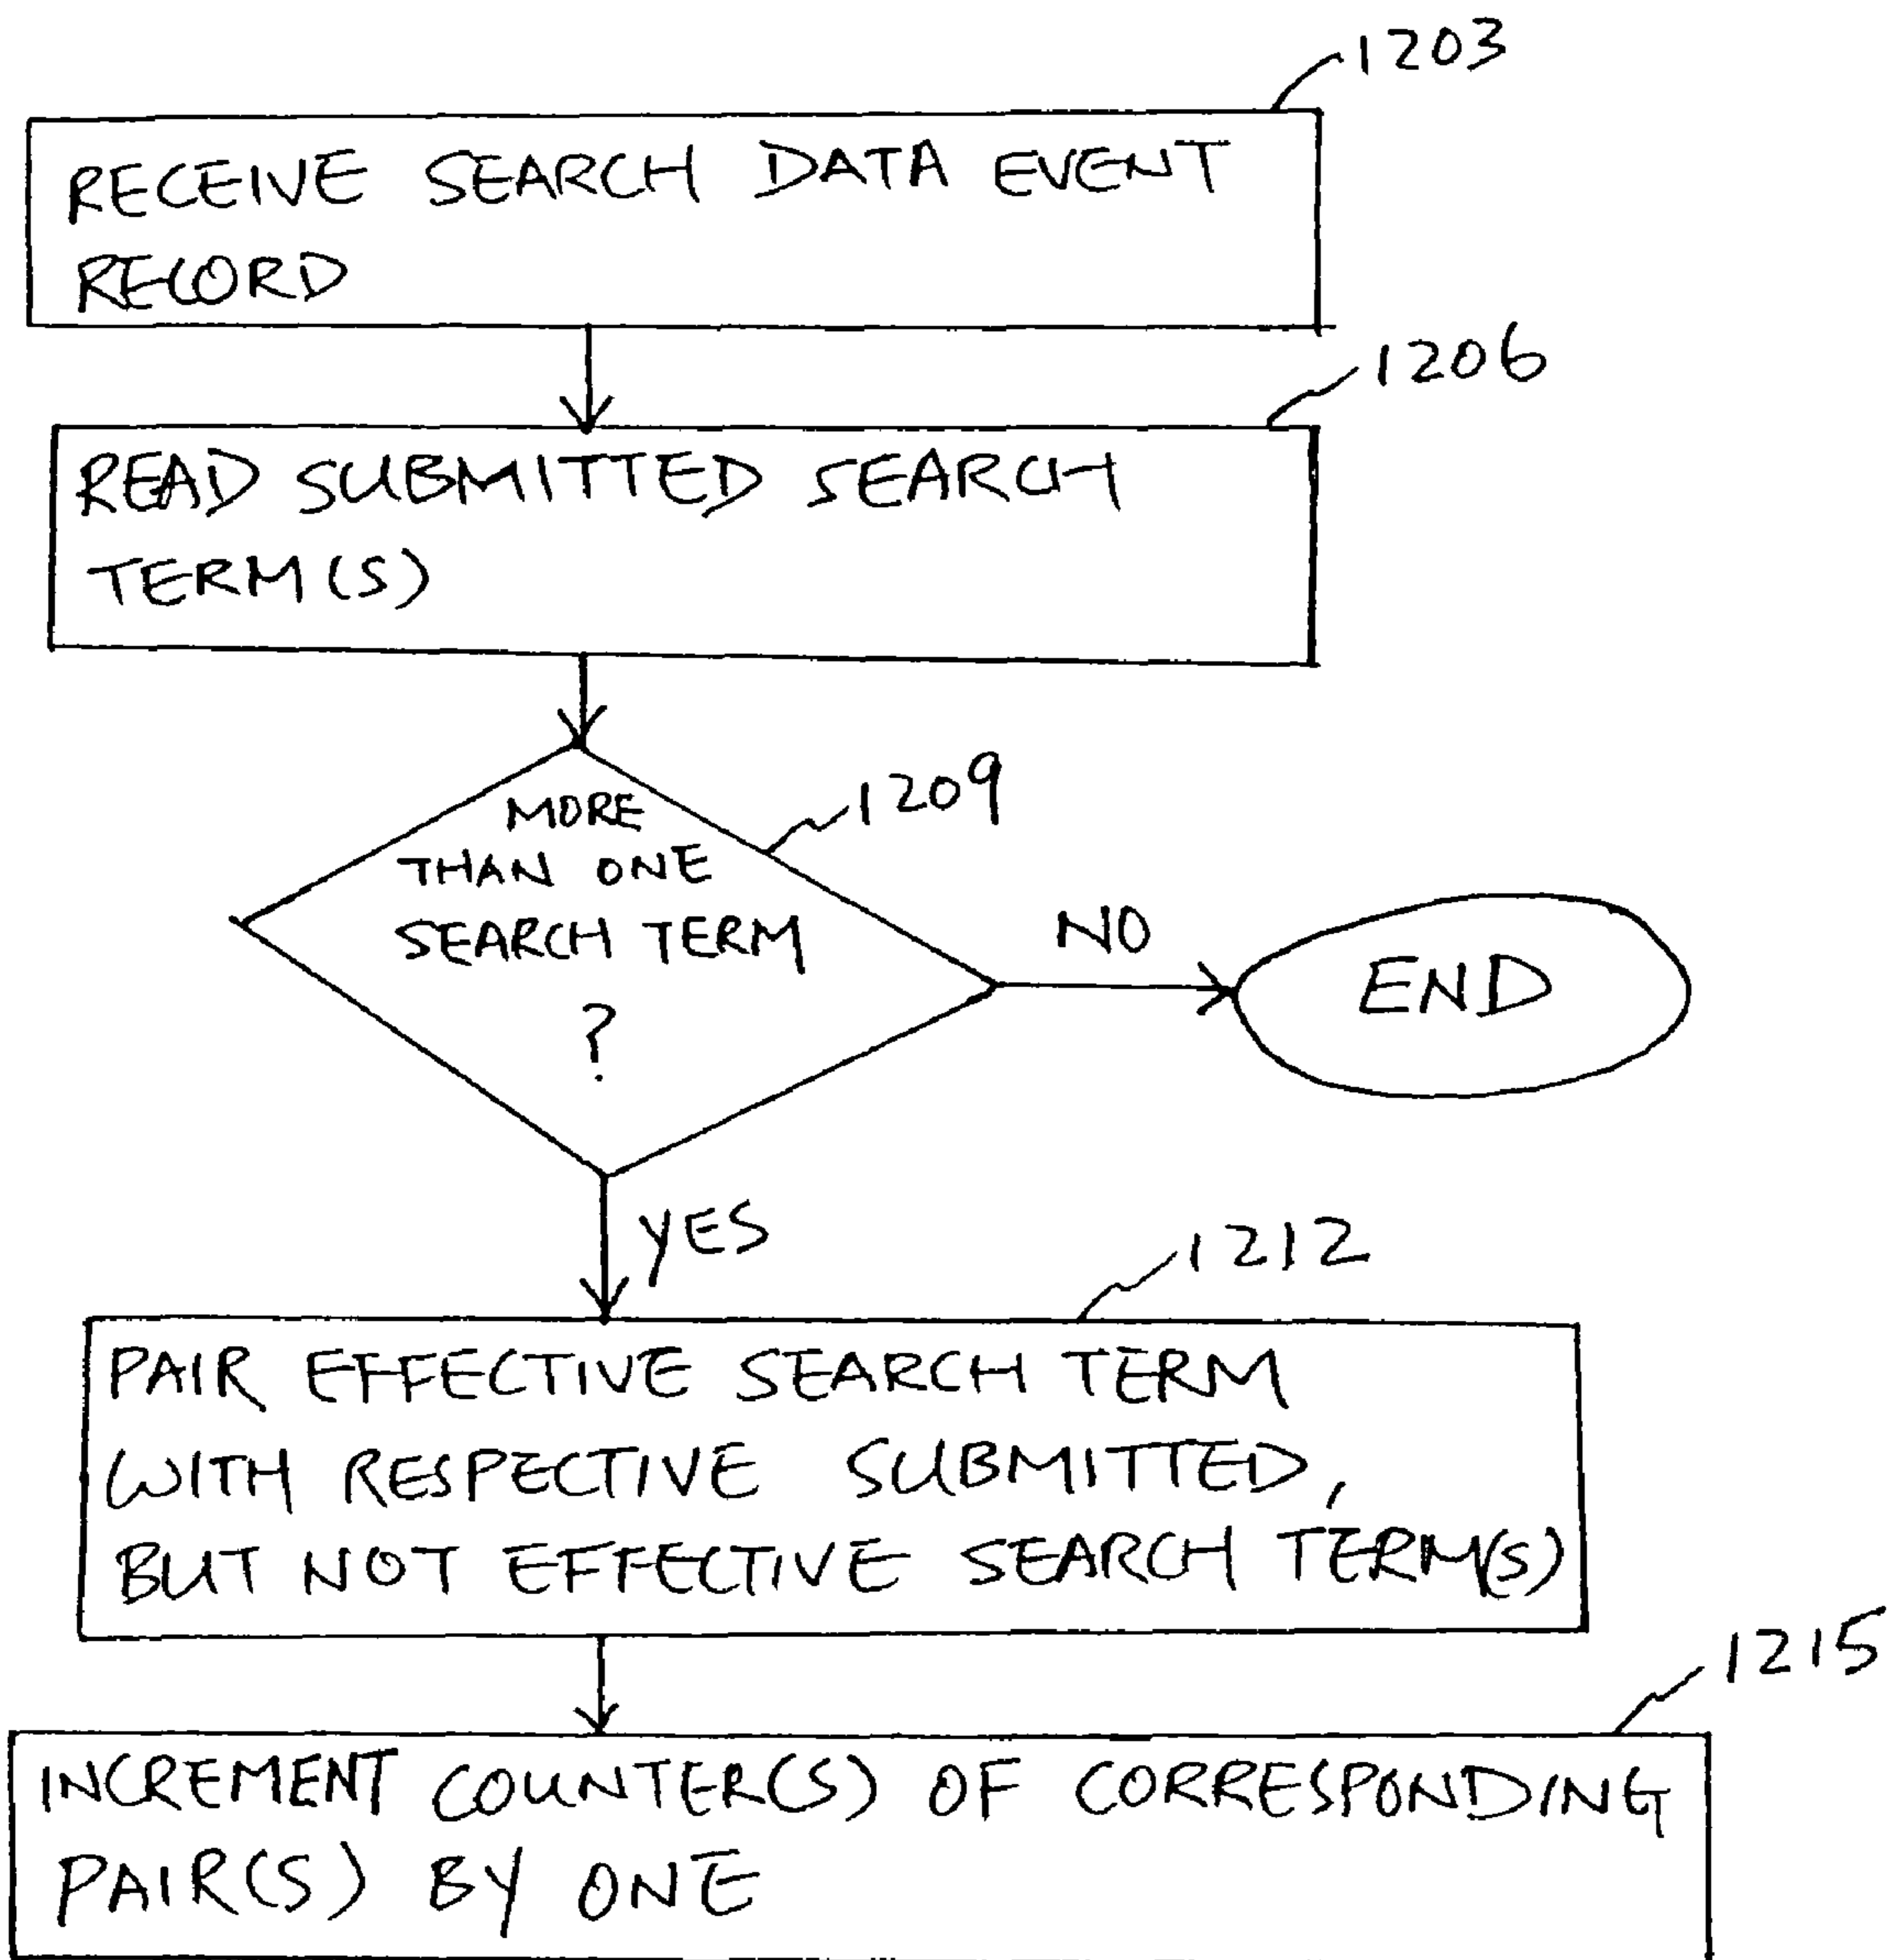 1203
RECEIVE SEARCH DATA EVENT
RECORD
1206
READ SUBMITTED SEARCH
TERM(S)
1209
MORE
THAN ONE
SEARCH TERM
?
NO
END
YES
1212
PAIR EFFECTIVE SEARCH TERM
WITH RESPECTIVE SUBMITTED,
BUT NOT EFFECTIVE SEARCH TERM(S)
1215
INCREMENT COUNTER(S) OF CORRESPONDING
PAIR(S) BY ONE